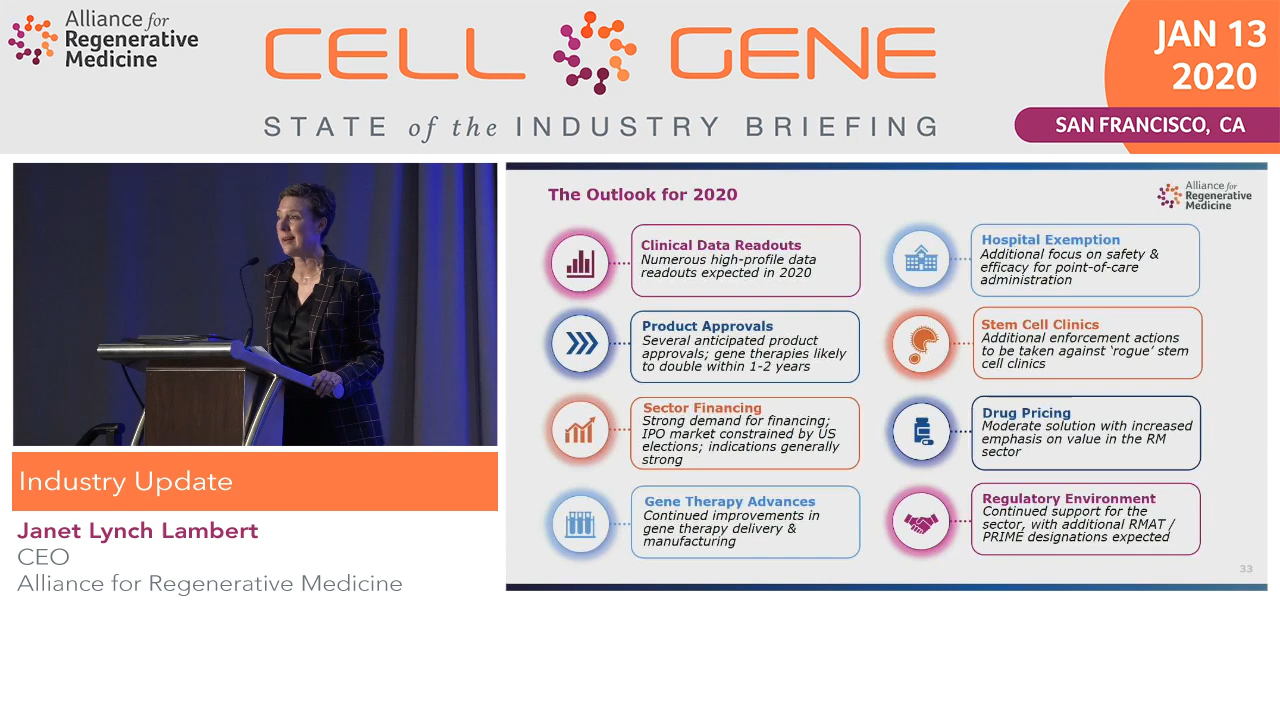 Alliance for
Regenerative
Medicine
CELL GENE
STATE of the INDUSTRY BRIEFING
JAN 13
2020
SAN FRANCISCO, CA
The Outlook for 2020
Alliance for
Regenerative
Medicine
Clinical Data Readouts
Numerous high-profile data
readouts expected in 2020
Product Approvals
Several anticipated product
approvals; gene therapies likely
to double within 1-2 years
Sector Financing
Strong demand for financing;
IPO market constrained by US
elections; indications generally
strong
Gene Therapy Advances
Continued improvements in
gene therapy delivery &
manufacturing
Hospital Exemption
Additional focus on safety &
efficacy for point-of-care
administration
Stem Cell Clinics
Additional enforcement actions
to be taken against ‘rogue’ stem
cell clinics
Drug Pricing
Moderate solution with increased
emphasis on value in the RM
sector
Regulatory Environment
Continued support for the
sector, with additional RMAT /
PRIME designations expected
33
Industry Update
Janet Lynch Lambert
CEO
Alliance for Regenerative Medicine